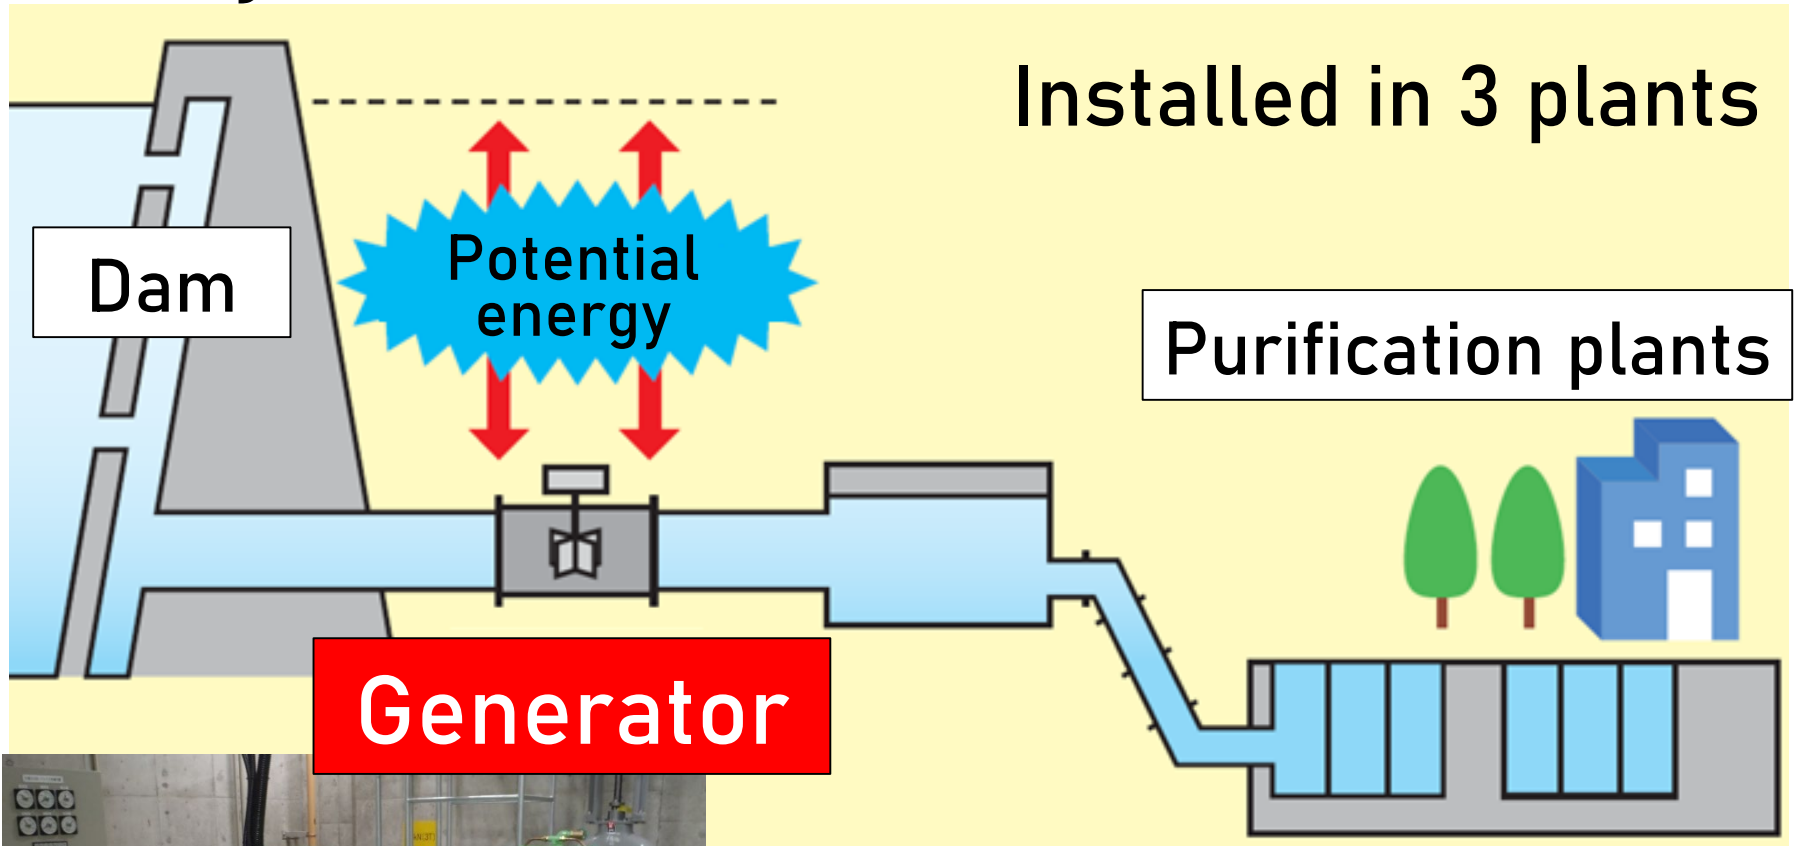 Installed in 3 plants
Dam
Potential
energy
Purification plants
Generator